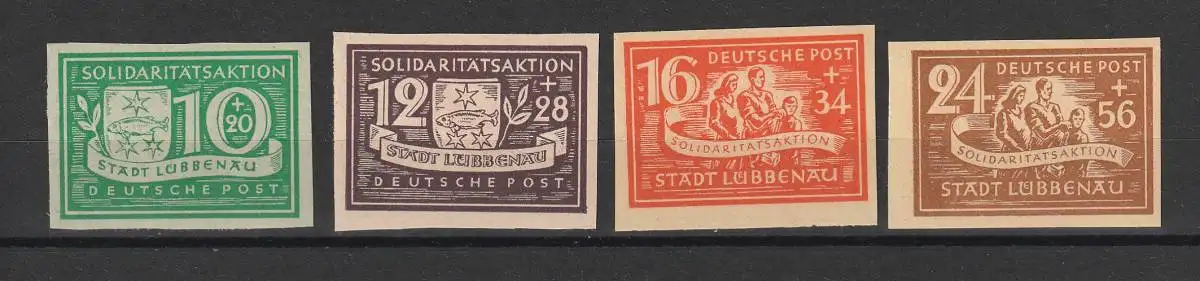 SOLIDARITÄTSAKTION
10
+
20
STADT LÜBBENAU
DEUTSCHE POST
SOLIDARITÄTSAKTION
12
+
28
STADT LÜBBENAU
DEUTSCHE POST
DEUTSCHE POST
16
+
34
SOLIDARITÄTSAKTION
STADT LÜBBENAU
DEUTSCHE POST
24
+
56
SOLIDARITÄTSAKTION
STADT LÜBBENAU